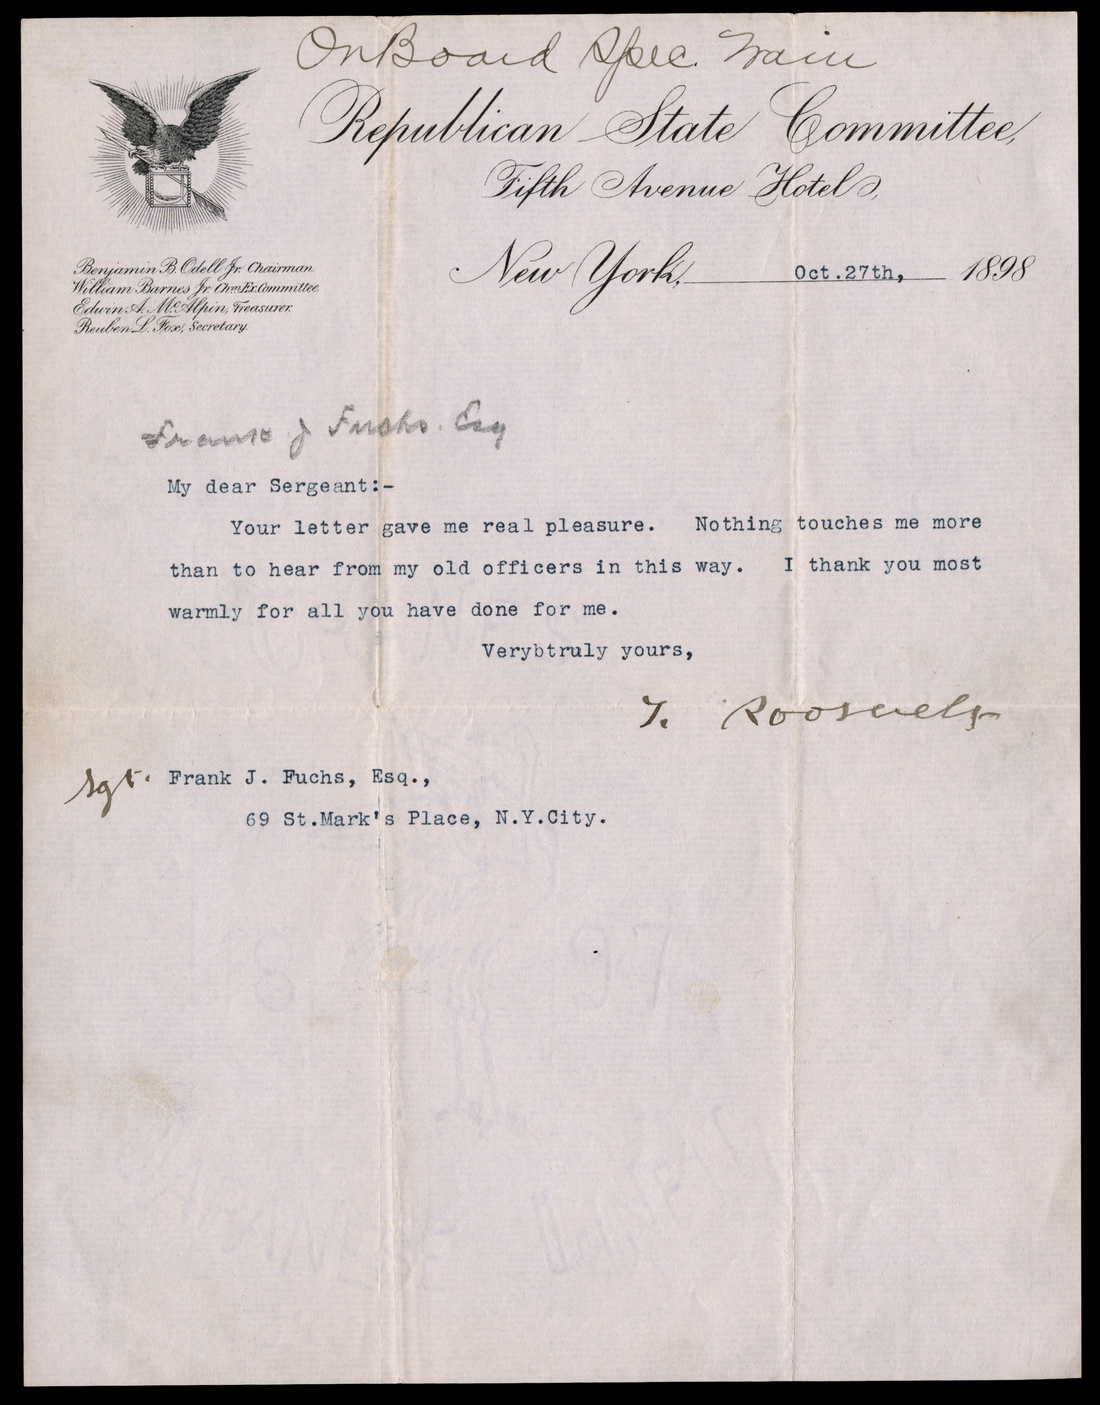 On Board Spec. Train
Republican State Committee,
Fifth Avenue Hotel,
New York, Oct.27th, 1898
Benjamin B. Odell Jr. Chairman
William Barnes Jr. Chm Ex. Committee.
Edwin A. McAlpin, Treasurer.
Reuben L. Fox, Secretary.
Frank J Fuchs. Esq
My dear Sergeant:-
Your letter gave me real pleasure. Nothing touches me more
than to hear from my old officers in this way. I thank you most
warmly for all you have done for me.
Verybtruly yours,
T. Roosevelt
Sgt. Frank J. Fuchs, Esq.,
69 St.Mark's Place, N.Y.City.